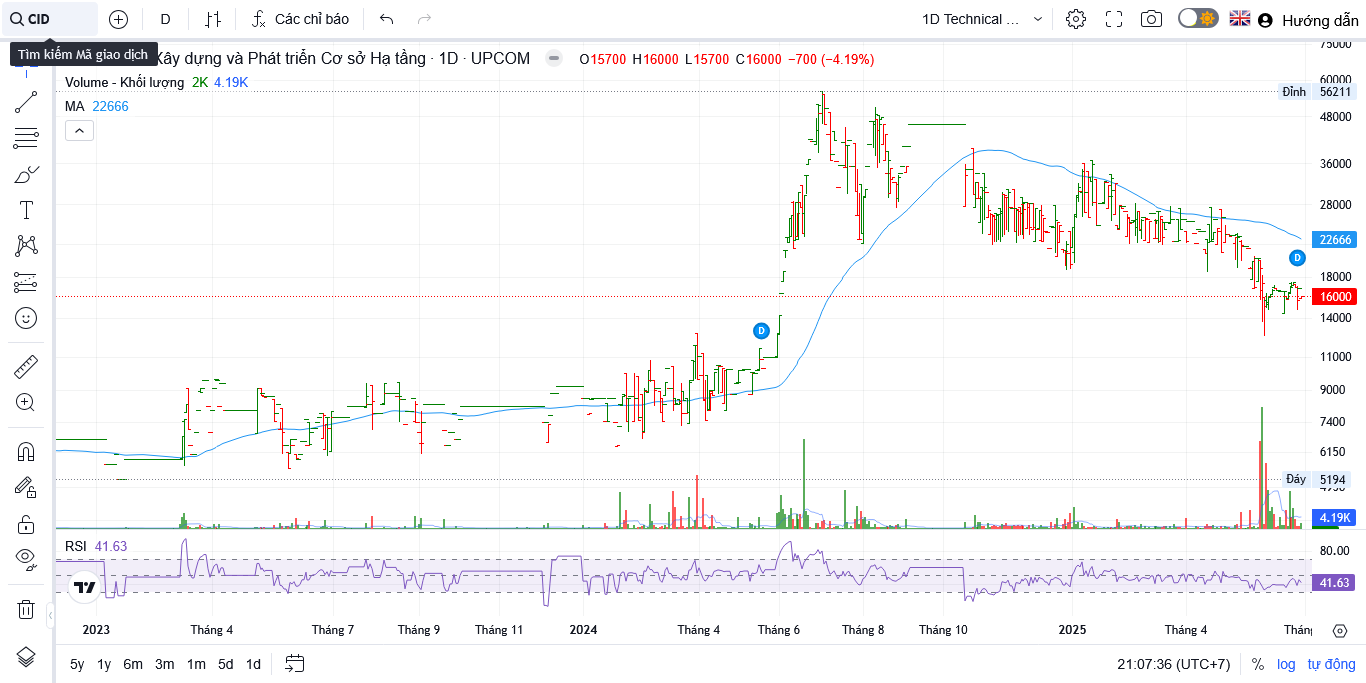 CID
D
Các chỉ báo
1D Technical ...
Hướng dẫn
Tìm kiếm Mã giao dịch
Xây dựng và Phát triển Cơ sở Hạ tầng · 1D · UPCOM
O15700 H16000 L15700 C16000 −700 (−4.19%)
Volume - Khối lượng 2K 4.19K
MA 22666
75000
60000
Đỉnh 56211
48000
36000
28000
22666
D
18000
16000
14000
D
11000
9000
7400
6150
Đáy 5194
4.19K
RSI 41.63
80.00
41.63
2023 Tháng 4 Tháng 7 Tháng 9 Tháng 11 2024 Tháng 4 Tháng 6 Tháng 8 Tháng 10 2025 Tháng 4 Tháng
5y 1y 6m 3m 1m 5d 1d
21:07:36 (UTC+7) % log tự động